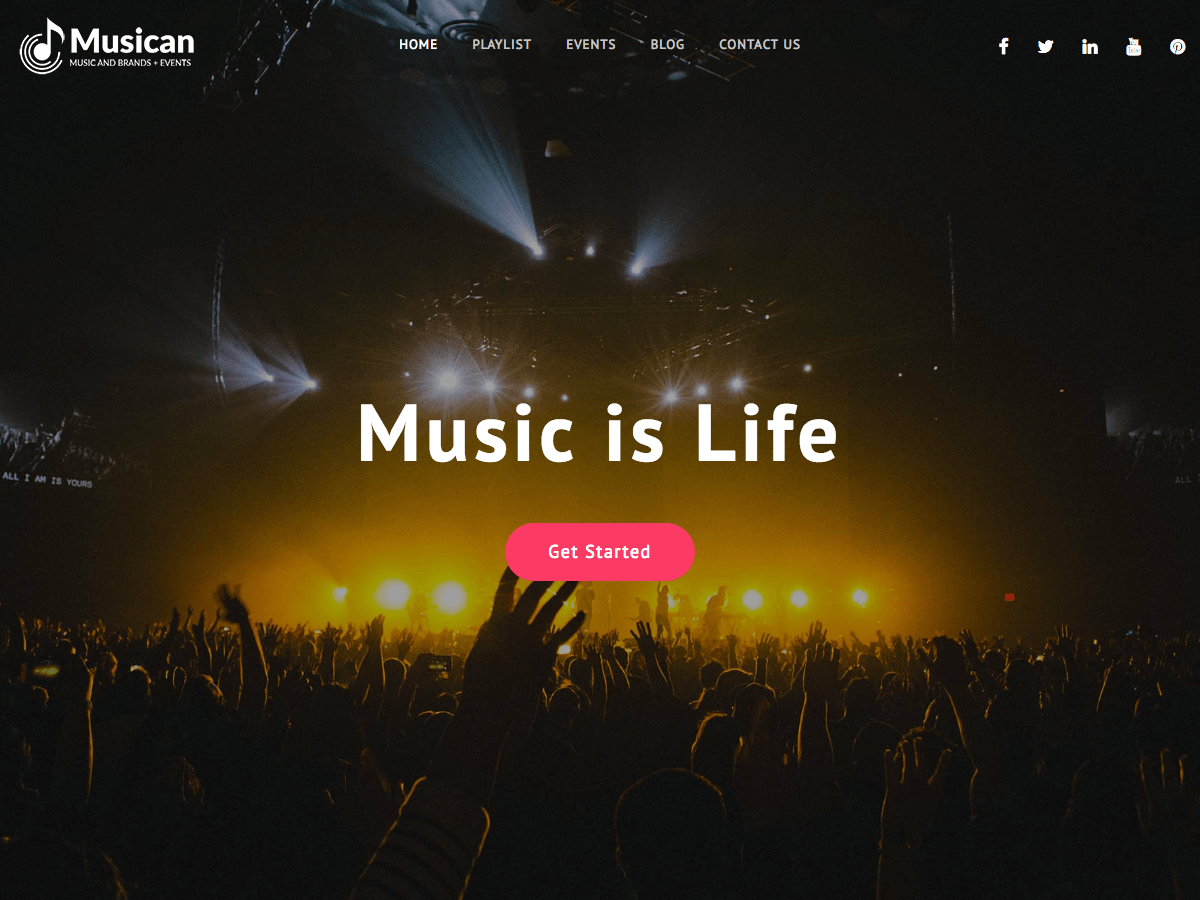 Musican
MUSIC AND BRANDS + EVENTS
HOME PLAYLIST EVENTS BLOG CONTACT US
Music is Life
ALL I AM IS YOURS
ALL
Get Started